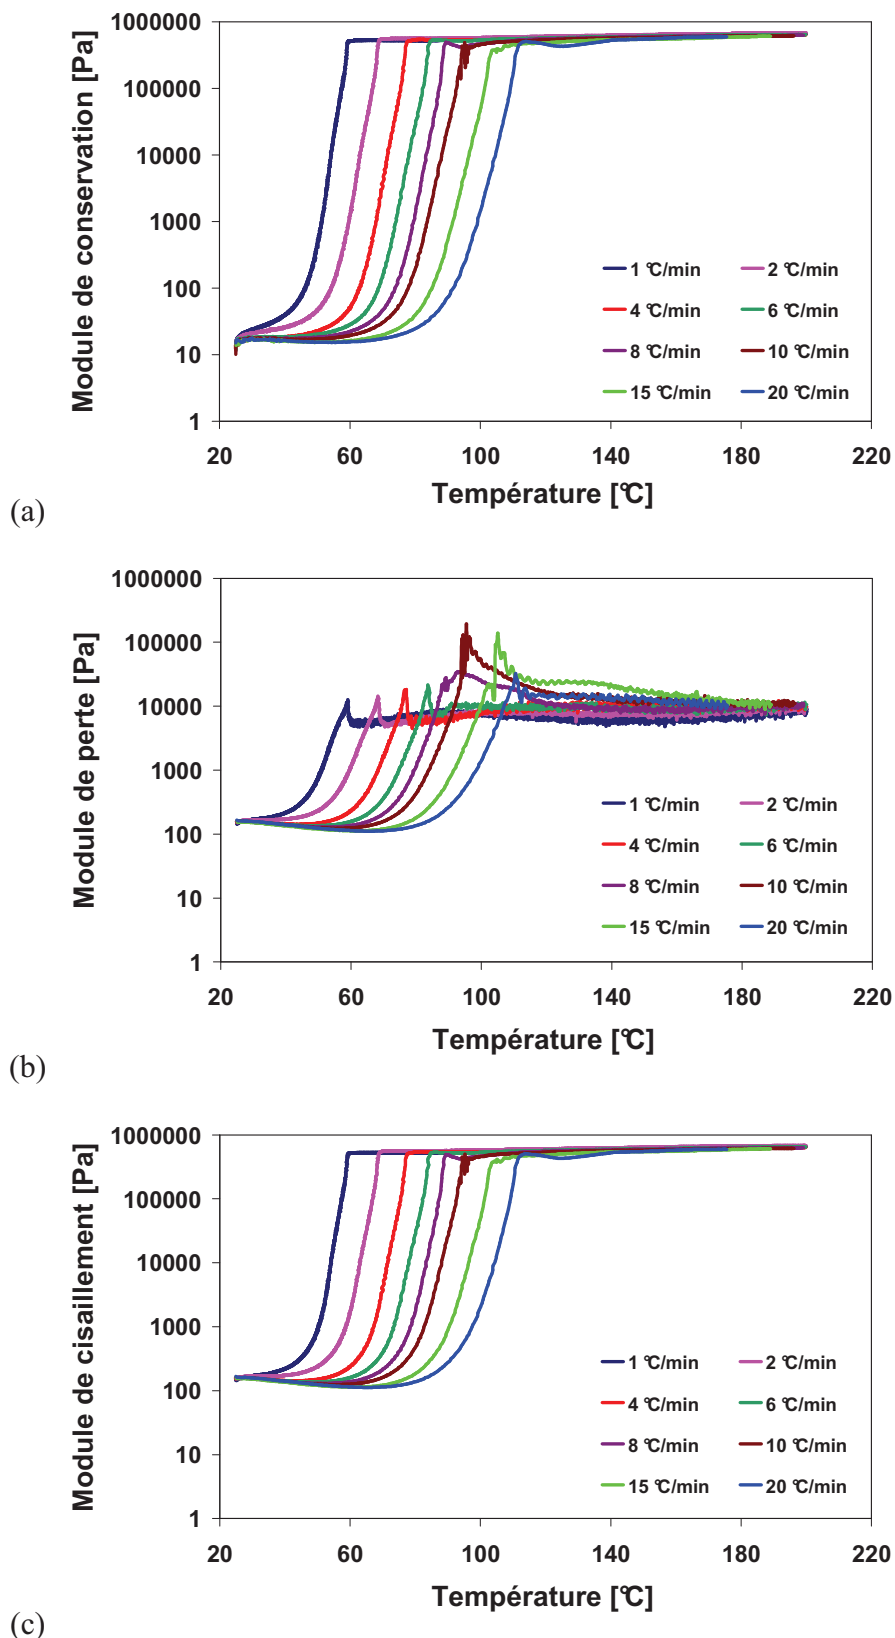 1000000
100000
10000
1000
100
10
1
Module de conservation [Pa]
1 °C/min 2 °C/min
4 °C/min 6 °C/min
8 °C/min 10 °C/min
15 °C/min 20 °C/min
20 60 100 140 180 220
Température [°C]
(a)
1000000
100000
10000
1000
100
10
1
Module de perte [Pa]
1 °C/min 2 °C/min
4 °C/min 6 °C/min
8 °C/min 10 °C/min
15 °C/min 20 °C/min
20 60 100 140 180 220
Température [°C]
(b)
1000000
100000
10000
1000
100
10
1
Module de cisaillement [Pa]
1 °C/min 2 °C/min
4 °C/min 6 °C/min
8 °C/min 10 °C/min
15 °C/min 20 °C/min
20 60 100 140 180 220
Température [°C]
(c)